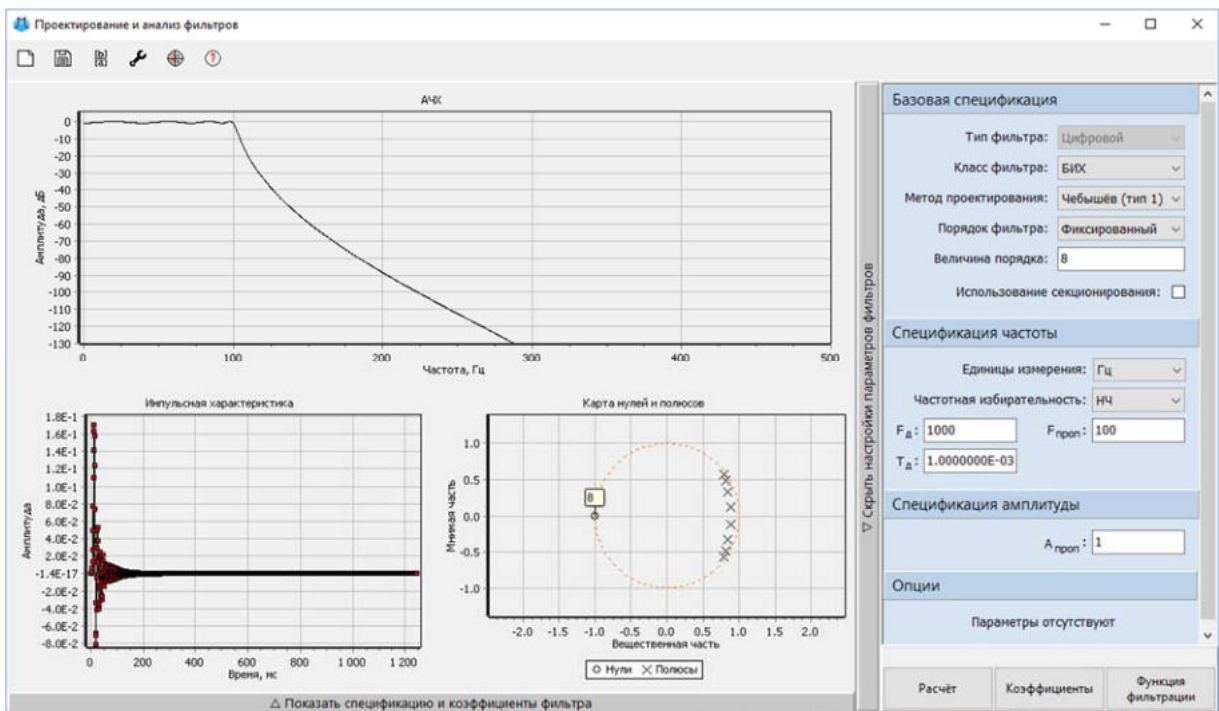 Проектирование и анализ фильтров
АЧХ
Амплитуда, дБ
0
-10
-20
-30
-40
-50
-60
-70
-80
-90
-100
-110
-120
-130
0 100 200 300 400 500
Частота, Гц
Импульсная характеристика
Амплитуда
1.8E-1
1.6E-1
1.4E-1
1.2E-1
1.0E-1
8.0E-2
6.0E-2
4.0E-2
2.0E-2
-1.4E-17
-2.0E-2
-4.0E-2
-6.0E-2
-8.0E-2
0 200 400 600 800 1 000 1 200
Время, мс
Карта нулей и полюсов
Мнимая часть
1.0
0.5
0.0
-0.5
-1.0
8
-2.0 -1.5 -1.0 -0.5 0.0 0.5 1.0 1.5 2.0
Вещественная часть
Нули Полюсы
△ Показать спецификацию и коэффициенты фильтра
▽ Скрыть настройки параметров фильтров
Базовая спецификация
Тип фильтра: Цифровой
Класс фильтра: БИХ
Метод проектирования: Чебышёв (тип 1)
Порядок фильтра: Фиксированный
Величина порядка: 8
Использование секционирования:
Спецификация частоты
Единицы измерения: Гц
Частотная избирательность: НЧ
Fд: 1000 Fпроп: 100
Tд: 1.0000000E-03
Спецификация амплитуды
Aпроп: 1
Опции
Параметры отсутствуют
Расчёт
Коэффициенты
Функция
фильтрации